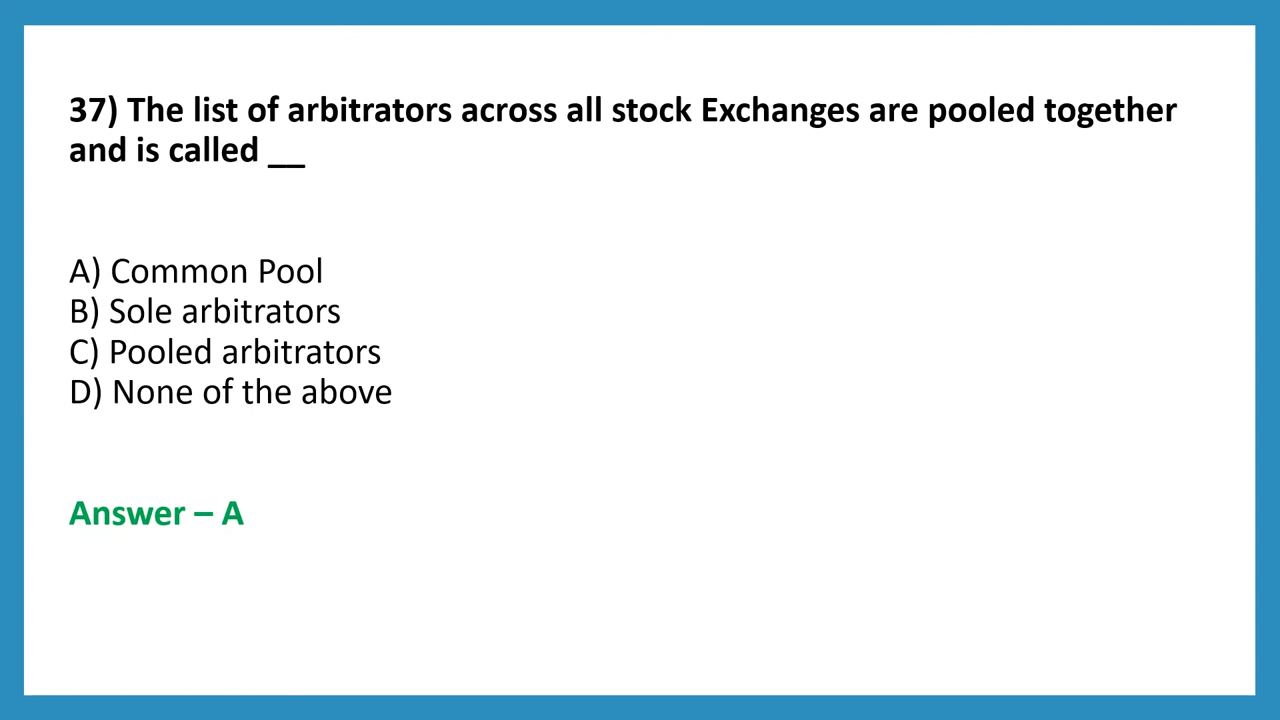 37) The list of arbitrators across all stock Exchanges are pooled together
and is called __
A) Common Pool
B) Sole arbitrators
C) Pooled arbitrators
D) None of the above
Answer – A